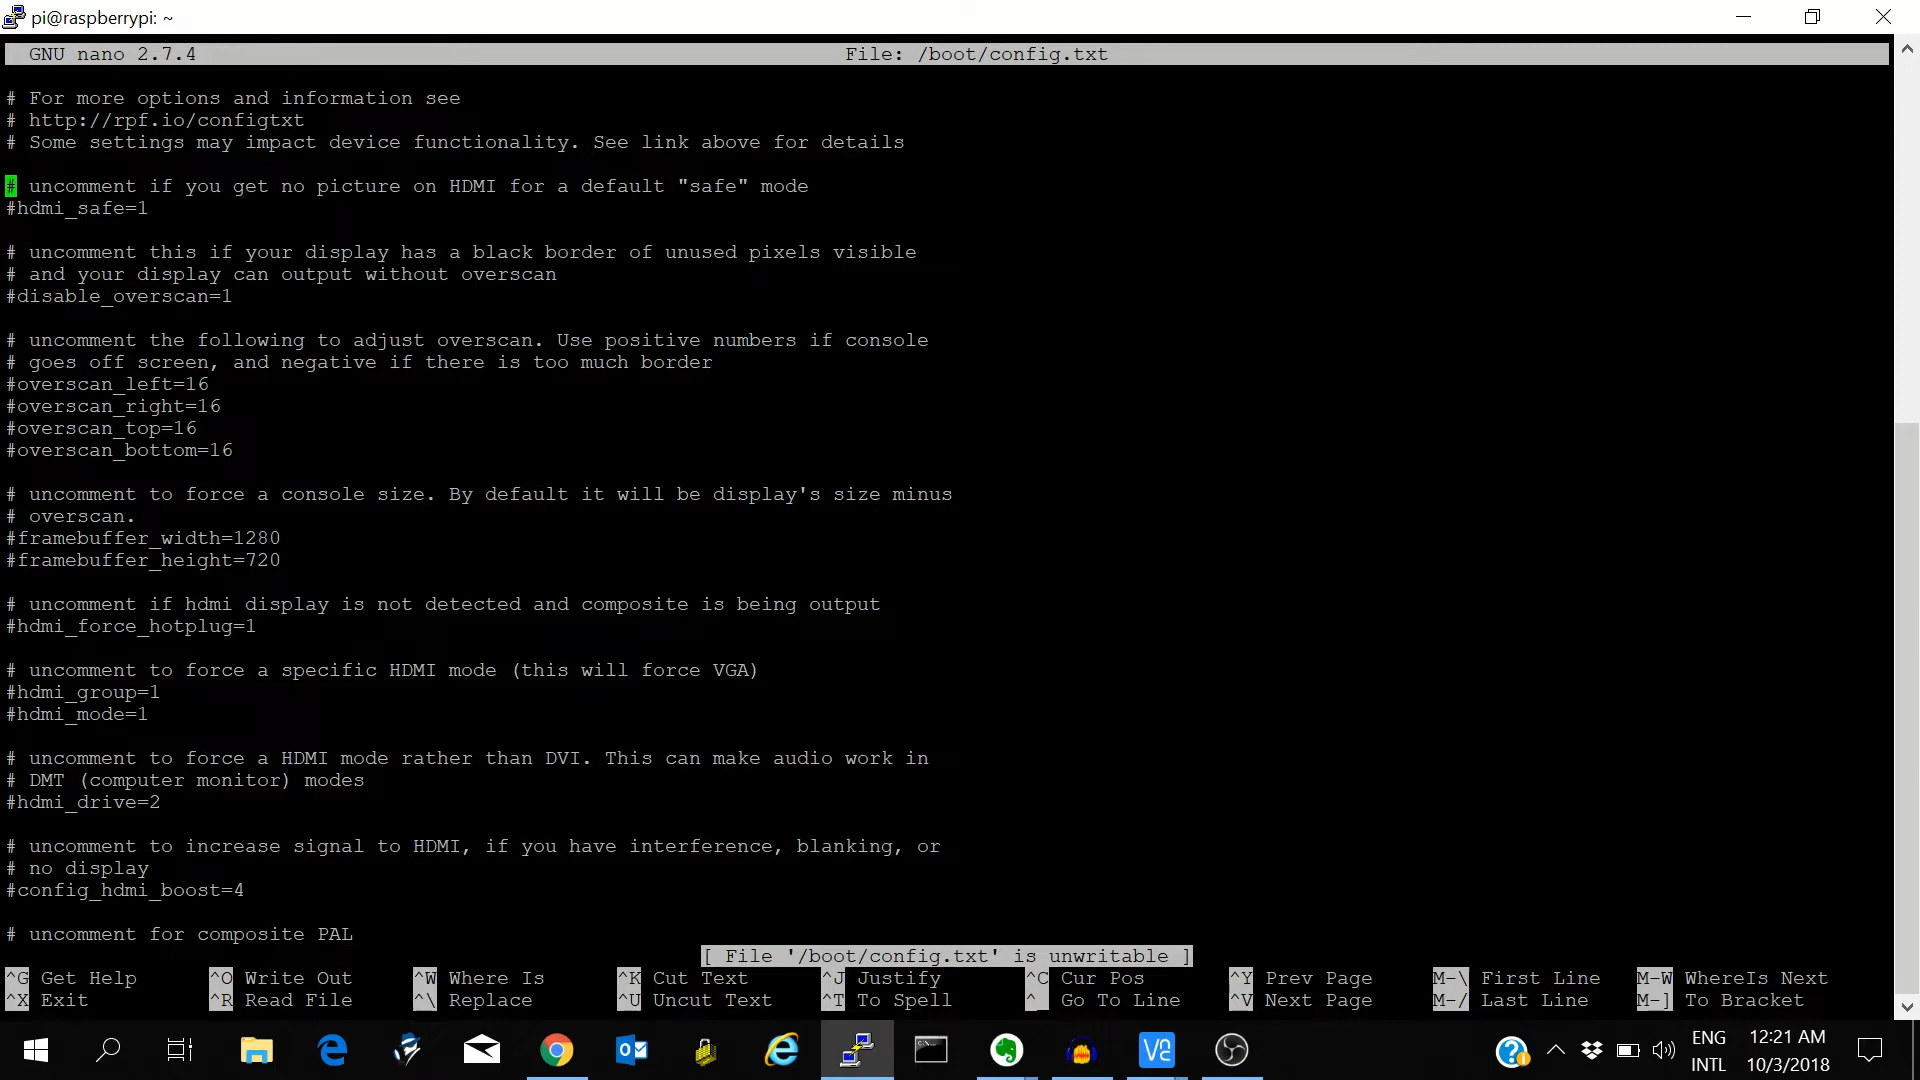 pi@raspberrypi: ~
GNU nano 2.7.4 File: /boot/config.txt
# For more options and information see
# http://rpf.io/configtxt
# Some settings may impact device functionality. See link above for details
# uncomment if you get no picture on HDMI for a default "safe" mode
#hdmi_safe=1
# uncomment this if your display has a black border of unused pixels visible
# and your display can output without overscan
#disable_overscan=1
# uncomment the following to adjust overscan. Use positive numbers if console
# goes off screen, and negative if there is too much border
#overscan_left=16
#overscan_right=16
#overscan_top=16
#overscan_bottom=16
# uncomment to force a console size. By default it will be display's size minus
# overscan.
#framebuffer_width=1280
#framebuffer_height=720
# uncomment if hdmi display is not detected and composite is being output
#hdmi_force_hotplug=1
# uncomment to force a specific HDMI mode (this will force VGA)
#hdmi_group=1
#hdmi_mode=1
# uncomment to force a HDMI mode rather than DVI. This can make audio work in
# DMT (computer monitor) modes
#hdmi_drive=2
# uncomment to increase signal to HDMI, if you have interference, blanking, or
# no display
#config_hdmi_boost=4
# uncomment for composite PAL
[ File '/boot/config.txt' is unwritable ]
^G Get Help ^O Write Out ^W Where Is ^K Cut Text ^J Justify ^C Cur Pos ^Y Prev Page M-\ First Line M-W WhereIs Next
^X Exit ^R Read File ^\ Replace ^U Uncut Text ^T To Spell ^_ Go To Line ^V Next Page M-/ Last Line M-] To Bracket
ENG 12:21 AM
INTL 10/3/2018